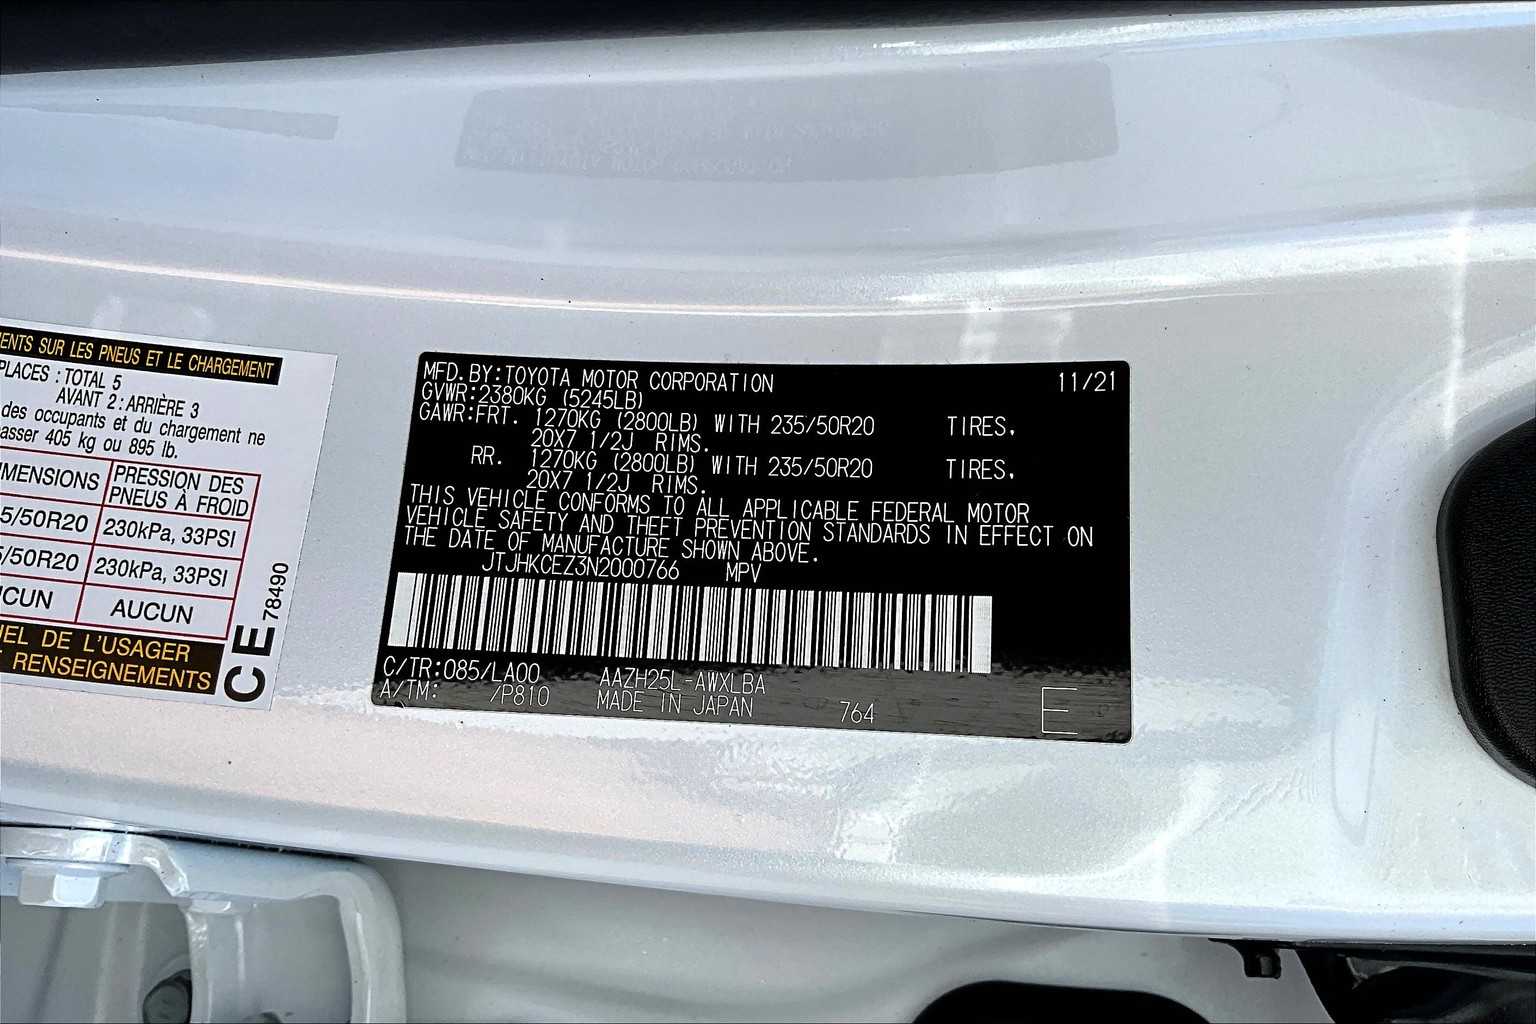 ENTS SUR LES PNEUS ET LE CHARGEMENT
PLACES : TOTAL 5
AVANT 2 : ARRIÈRE 3
des occupants et du chargement ne
asser 405 kg ou 895 lb.
MENSIONS PRESSION DES PNEUS À FROID
5/50R20 230kPa, 33PSI
5/50R20 230kPa, 33PSI
CUN AUCUN
EL DE L'USAGER
RENSEIGNEMENTS
CE 78490
MFD. BY:TOYOTA MOTOR CORPORATION 11/21
GVWR:2380KG (5245LB)
GAWR:FRT. 1270KG (2800LB) WITH 235/50R20 TIRES,
20X7 1/2J RIMS.
RR. 1270KG (2800LB) WITH 235/50R20 TIRES,
20X7 1/2J RIMS.
THIS VEHICLE CONFORMS TO ALL APPLICABLE FEDERAL MOTOR
VEHICLE SAFETY AND THEFT PREVENTION STANDARDS IN EFFECT ON
THE DATE OF MANUFACTURE SHOWN ABOVE.
JTJHKCEZ3N2000766 MPV
C/TR:085/LA00 AAZH25L-AWXLBA
A/TM: /P810 MADE IN JAPAN 764 E